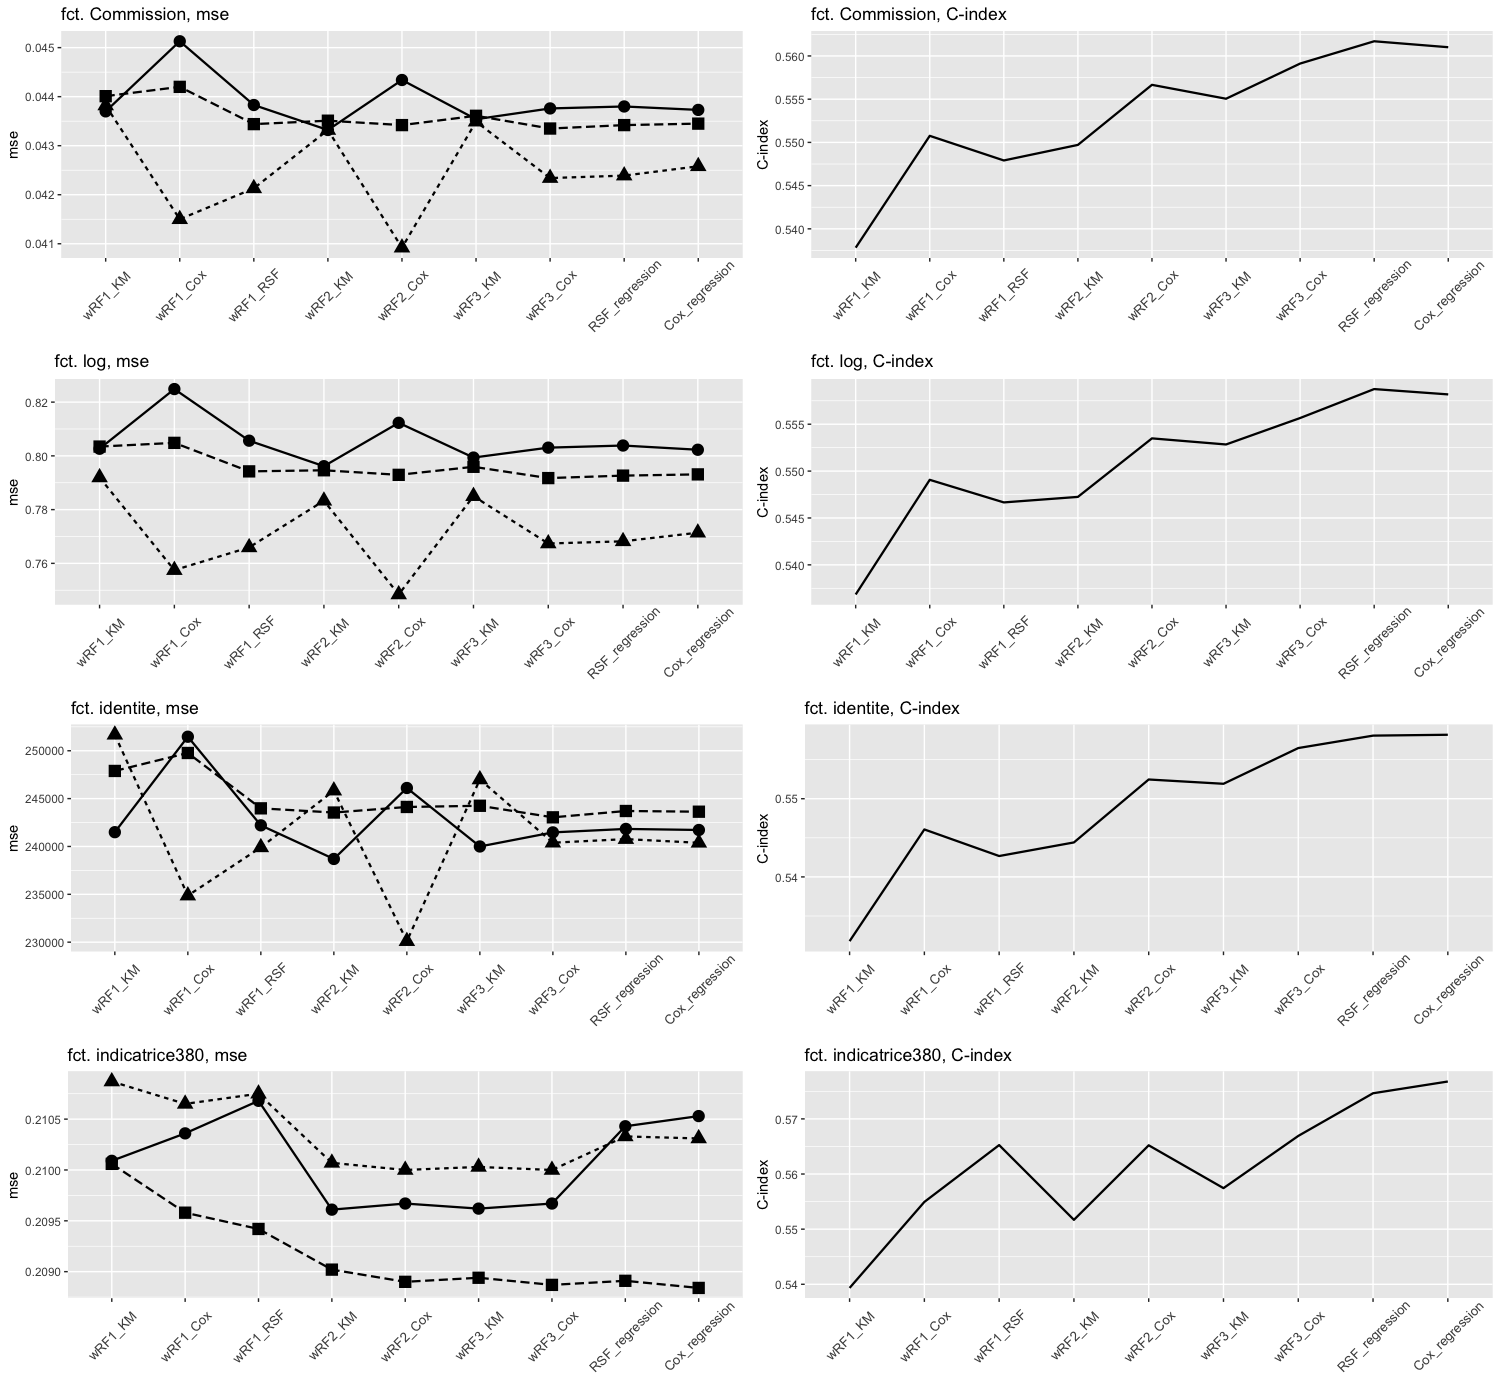 fct. Commission, mse
mse
0.045
0.044
0.043
0.042
0.041
wRF1_KM
wRF1_Cox
wRF1_RSF
wRF2_KM
wRF2_Cox
wRF3_KM
wRF3_Cox
RSF_regression
Cox_regression
fct. Commission, C-index
C-index
0.560
0.555
0.550
0.545
0.540
wRF1_KM
wRF1_Cox
wRF1_RSF
wRF2_KM
wRF2_Cox
wRF3_KM
wRF3_Cox
RSF_regression
Cox_regression
fct. log, mse
mse
0.82
0.80
0.78
0.76
wRF1_KM
wRF1_Cox
wRF1_RSF
wRF2_KM
wRF2_Cox
wRF3_KM
wRF3_Cox
RSF_regression
Cox_regression
fct. log, C-index
C-index
0.555
0.550
0.545
0.540
wRF1_KM
wRF1_Cox
wRF1_RSF
wRF2_KM
wRF2_Cox
wRF3_KM
wRF3_Cox
RSF_regression
Cox_regression
fct. identite, mse
mse
250000
245000
240000
235000
230000
wRF1_KM
wRF1_Cox
wRF1_RSF
wRF2_KM
wRF2_Cox
wRF3_KM
wRF3_Cox
RSF_regression
Cox_regression
fct. identite, C-index
C-index
0.55
0.54
wRF1_KM
wRF1_Cox
wRF1_RSF
wRF2_KM
wRF2_Cox
wRF3_KM
wRF3_Cox
RSF_regression
Cox_regression
fct. indicatrice380, mse
mse
0.2105
0.2100
0.2095
0.2090
wRF1_KM
wRF1_Cox
wRF1_RSF
wRF2_KM
wRF2_Cox
wRF3_KM
wRF3_Cox
RSF_regression
Cox_regression
fct. indicatrice380, C-index
C-index
0.57
0.56
0.55
0.54
wRF1_KM
wRF1_Cox
wRF1_RSF
wRF2_KM
wRF2_Cox
wRF3_KM
wRF3_Cox
RSF_regression
Cox_regression